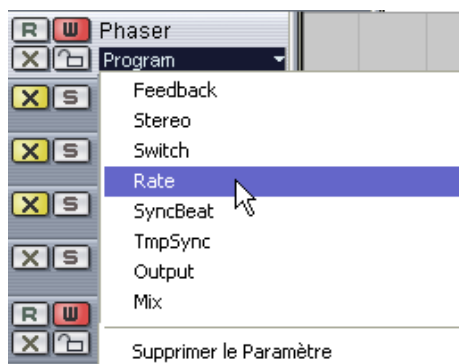 R W Phaser
X Program
X S Feedback
Stereo
X S Switch
Rate
X S SyncBeat
TmpSync
X S Output
R W Mix
X Supprimer le Paramètre